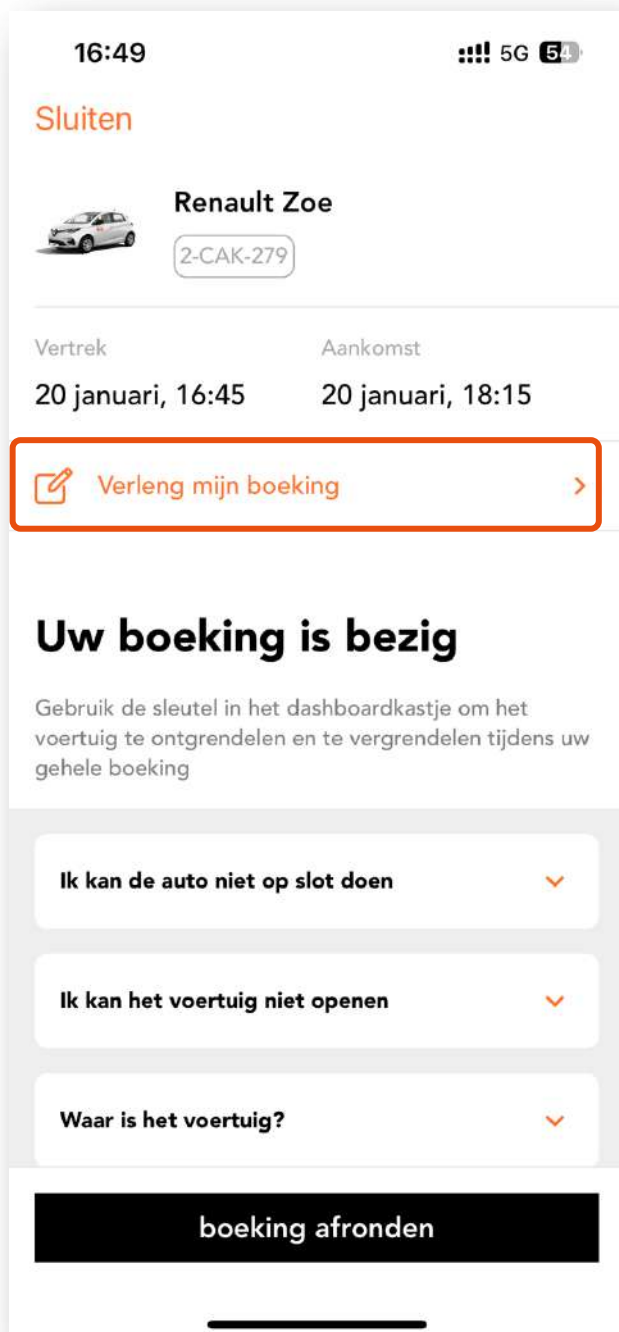 16:49 5G 54
Sluiten
Renault Zoe
2-CAK-279
Vertrek Aankomst
20 januari, 16:45 20 januari, 18:15
Verleng mijn boeking
Uw boeking is bezig
Gebruik de sleutel in het dashboardkastje om het
voertuig te ontgrendelen en te vergrendelen tijdens uw
gehele boeking
Ik kan de auto niet op slot doen
Ik kan het voertuig niet openen
Waar is het voertuig?
boeking afronden